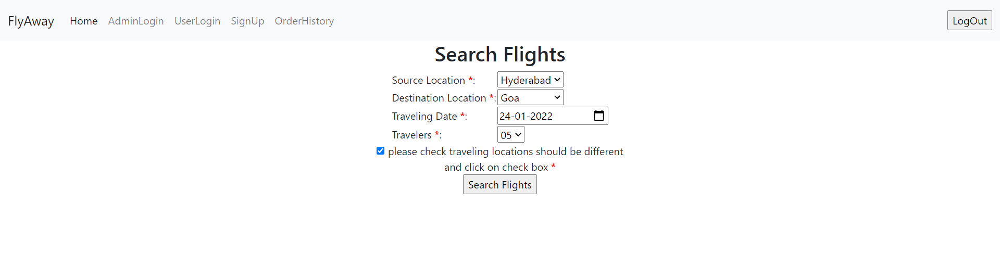 FlyAway Home AdminLogin UserLogin SignUp OrderHistory LogOut
Search Flights
Source Location *: Hyderabad
Destination Location *: Goa
Traveling Date *: 24-01-2022
Travelers *: 05
please check traveling locations should be different
and click on check box *
Search Flights